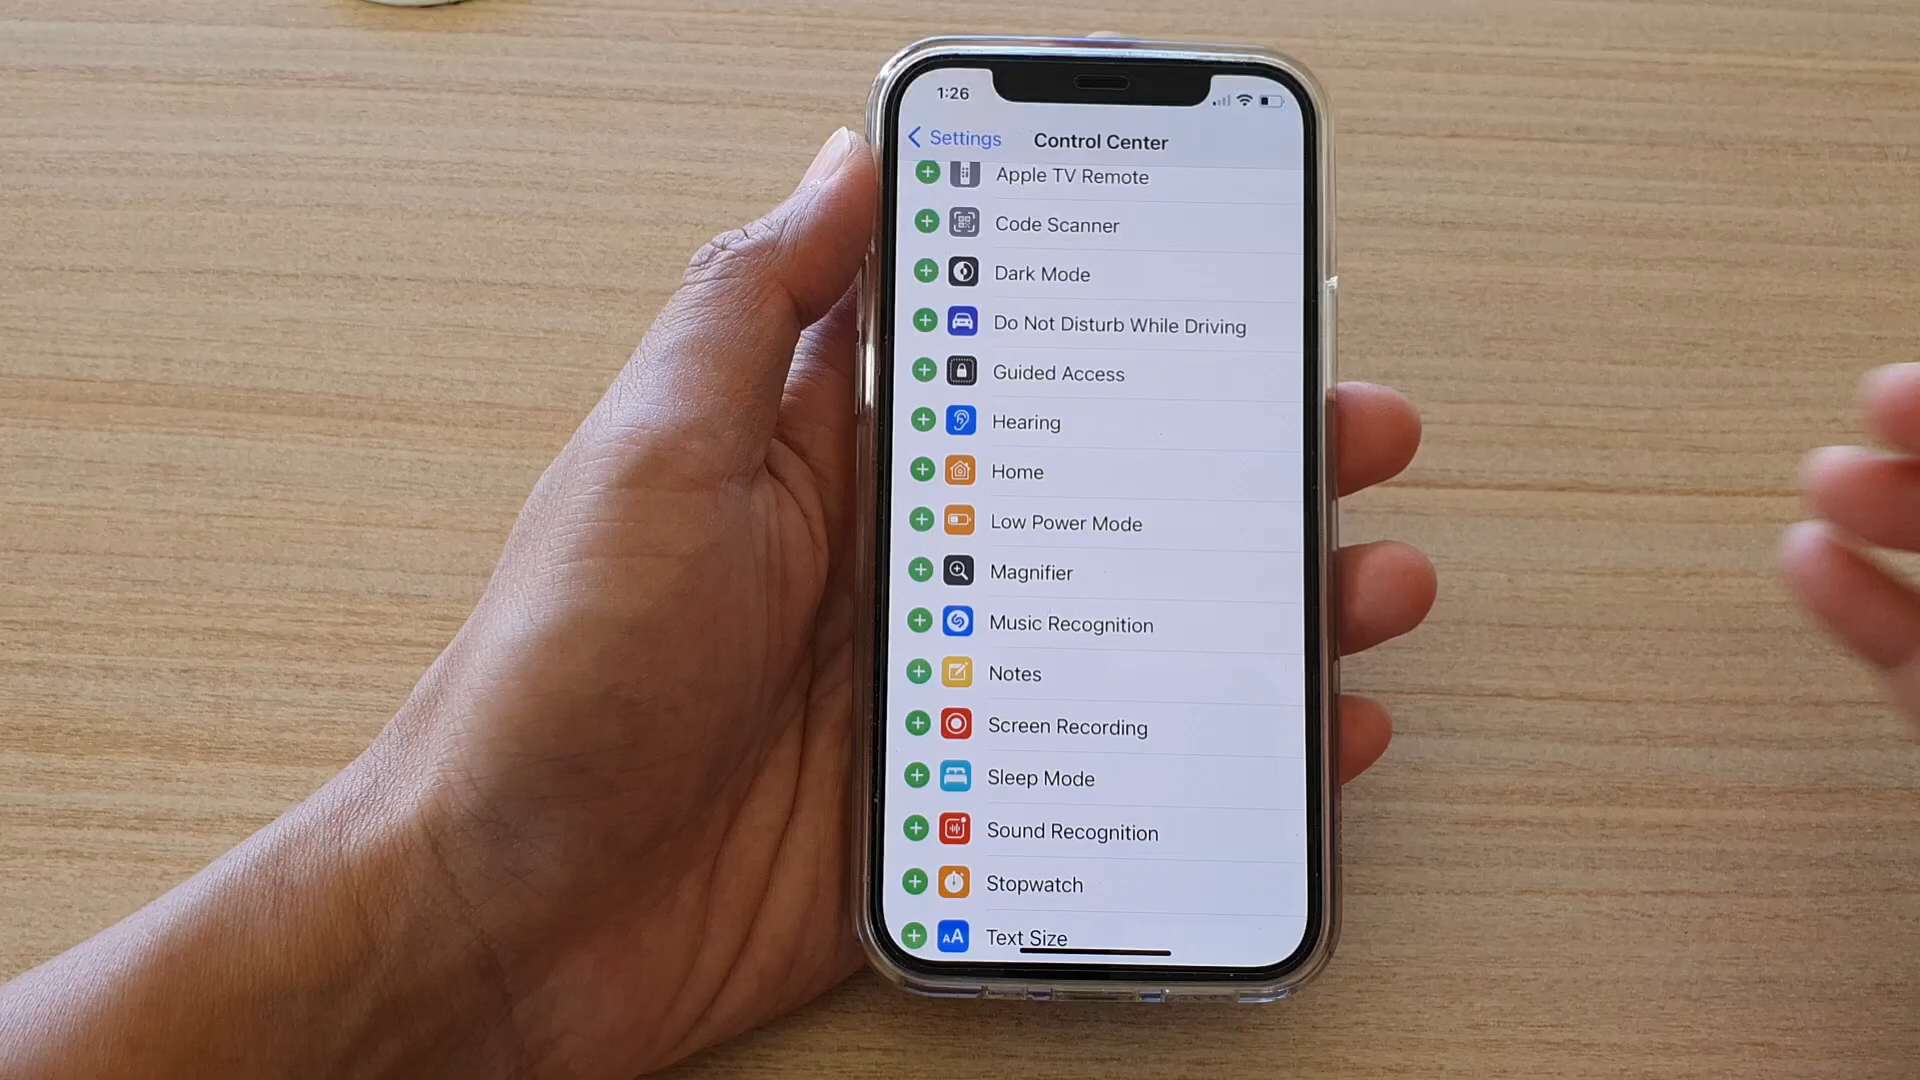 1:26
Settings
Control Center
Apple TV Remote
Code Scanner
Dark Mode
Do Not Disturb While Driving
Guided Access
Hearing
Home
Low Power Mode
Magnifier
Music Recognition
Notes
Screen Recording
Sleep Mode
Sound Recognition
Stopwatch
AA Text Size